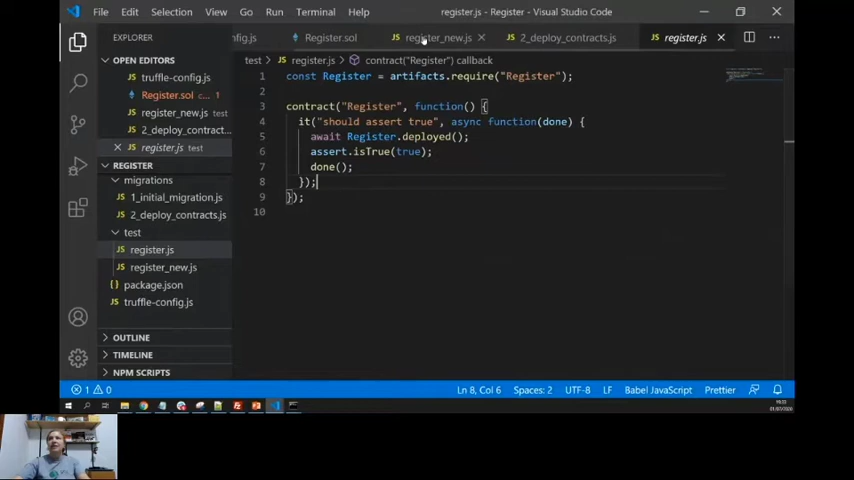 File Edit Selection View Go Run Terminal Help register.js - Register - Visual Studio Code
EXPLORER
nfig.js Register.sol register_new.js 2_deploy_contracts.js register.js
OPEN EDITORS
truffle-config.js
Register.sol c... 1
register_new.js test
2_deploy_contract...
register.js test
REGISTER
migrations
1_initial_migration.js
2_deploy_contracts.js
test
register.js
register_new.js
package.json
truffle-config.js
OUTLINE
TIMELINE
NPM SCRIPTS
test > register.js > contract("Register") callback
1 const Register = artifacts.require("Register");
2
3 contract("Register", function() {
4 it("should assert true", async function(done) {
5 await Register.deployed();
6 assert.isTrue(true);
7 done();
8 });
9 });
10
1 0 Ln 8, Col 6 Spaces: 2 UTF-8 LF Babel JavaScript Prettier